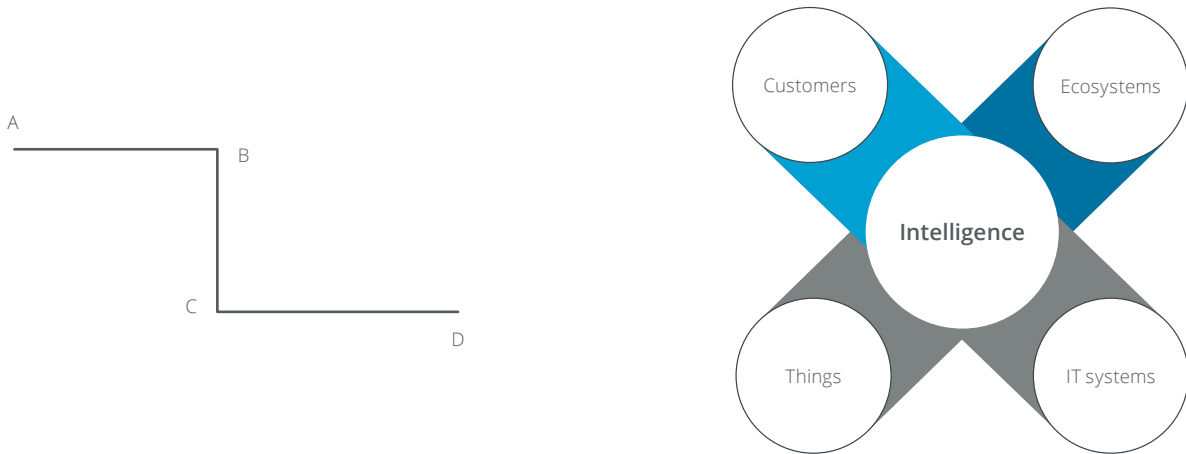 A
B
C
D
Customers
Ecosystems
Intelligence
Things
IT systems